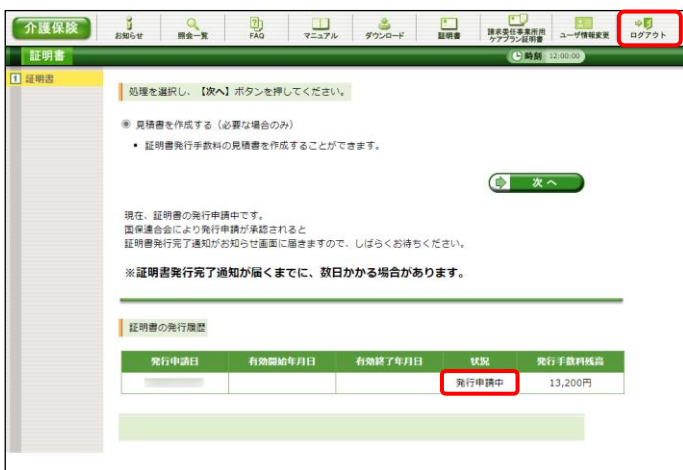 介護保険
お知らせ
照会一覧
FAQ
マニュアル
ダウンロード
証明書
請求委任事業所用
ケアプラン証明書
ユーザ情報変更
ログアウト
証明書
時刻 12:00:00
1 証明書
処理を選択し、【次へ】ボタンを押してください。
見積書を作成する（必要な場合のみ）
• 証明書発行手数料の見積書を作成することができます。
次 へ
現在、証明書の発行申請中です。
国保連合会により発行申請が承認されると
証明書発行完了通知がお知らせ画面に届きますので、しばらくお待ちください。
※証明書発行完了通知が届くまでに、数日かかる場合があります。
証明書の発行履歴
発行申請日 有効開始年月日 有効終了年月日 状況 発行手数料残高
発行申請中 13,200円